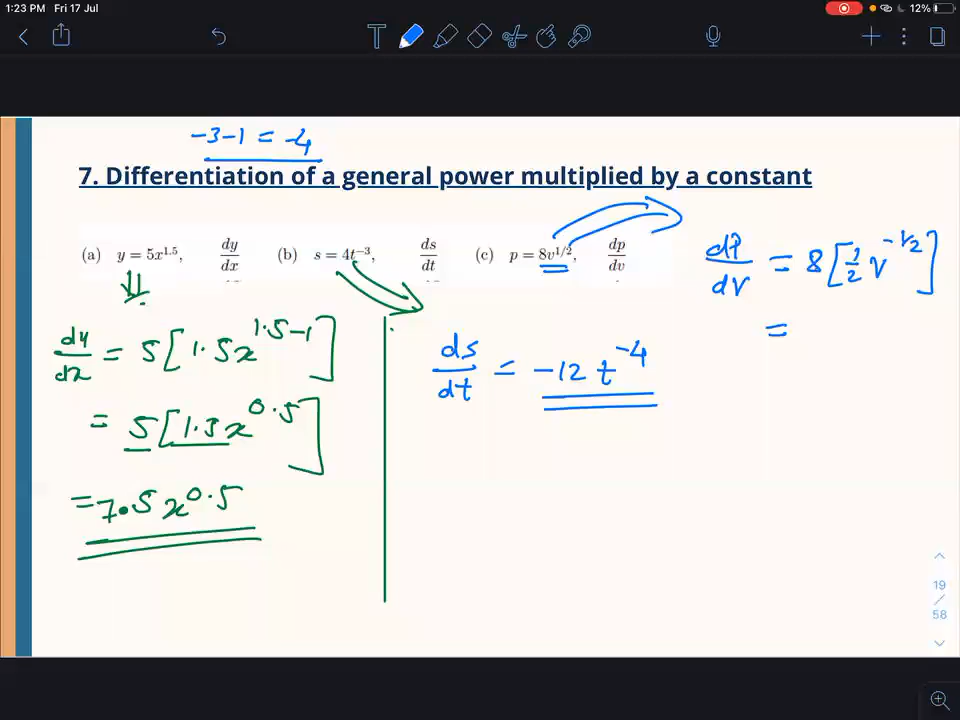 1:23 PM Fri 17 Jul
12%
-3-1 = -4
7. Differentiation of a general power multiplied by a constant
(a) y = 5x^1.5, dy/dx (b) s = 4t^-3, ds/dt (c) p = 8v^1/2, dp/dv
dP/dV = 8[1/2 v^-1/2]
=
dy/dx = 5[1.5x^1.5-1]
ds/dt = -12 t^-4
= 5[1.5x^0.5]
= 7.5x^0.5
19
/
58